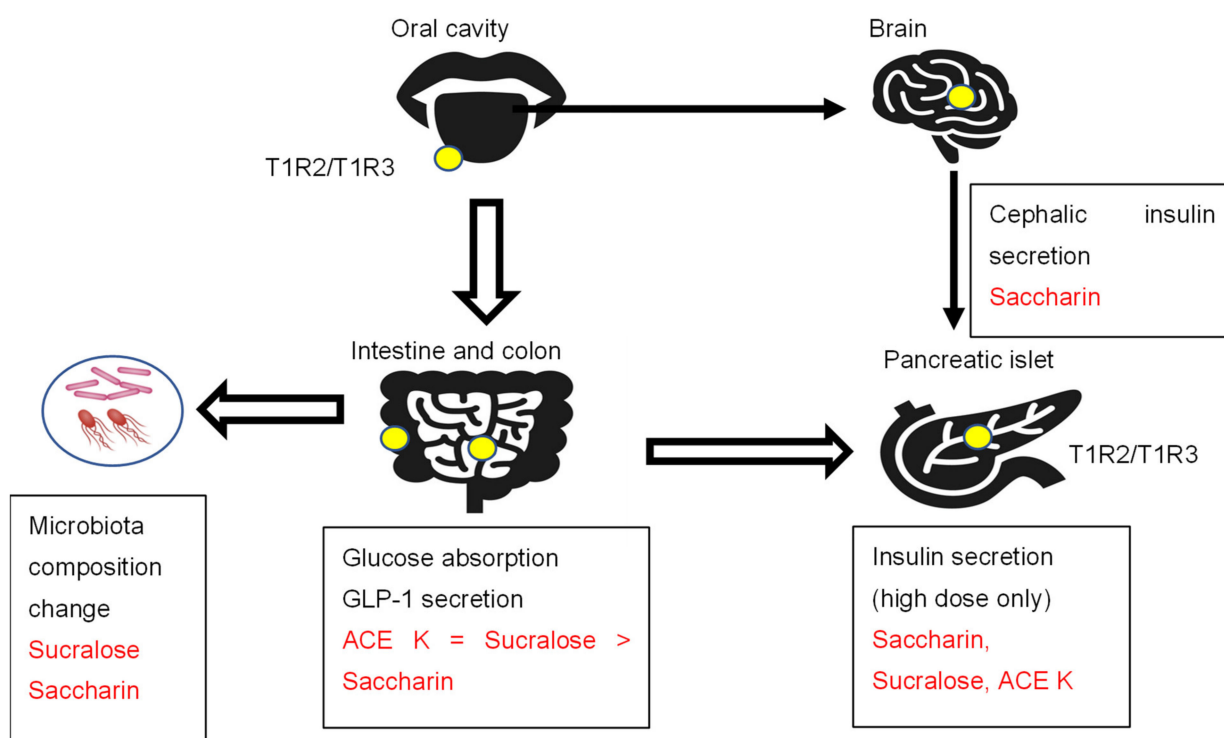 Oral cavity
Brain
T1R2/T1R3
Cephalic insulin
secretion
Saccharin
Intestine and colon
Pancreatic islet
T1R2/T1R3
Microbiota
composition
change
Sucralose
Saccharin
Glucose absorption
GLP-1 secretion
ACE K = Sucralose >
Saccharin
Insulin secretion
(high dose only)
Saccharin,
Sucralose, ACE K